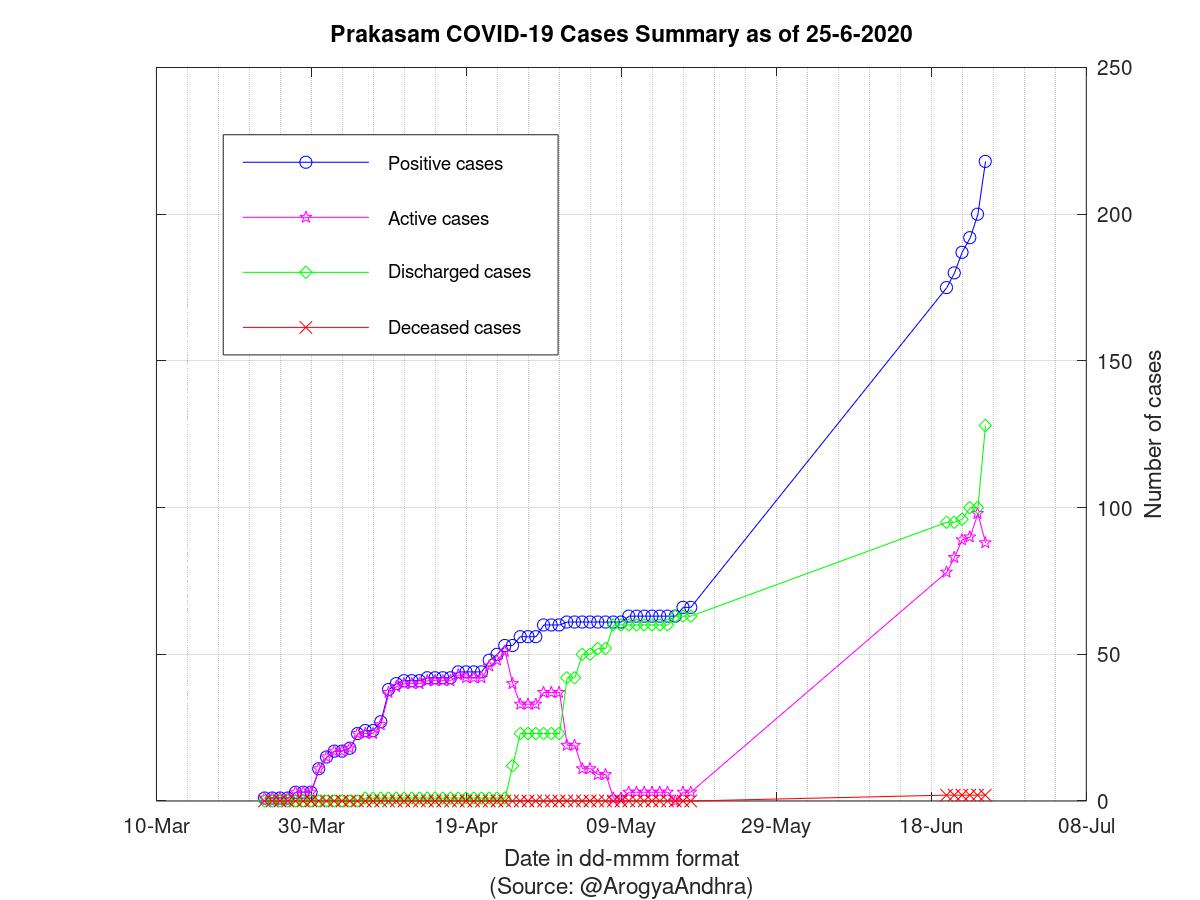 Prakasam COVID-19 Cases Summary as of 25-6-2020
Positive cases
Active cases
Discharged cases
Deceased cases
250
200
150
100
50
0
Number of cases
10-Mar 30-Mar 19-Apr 09-May 29-May 18-Jun 08-Jul
Date in dd-mmm format
(Source: @ArogyaAndhra)